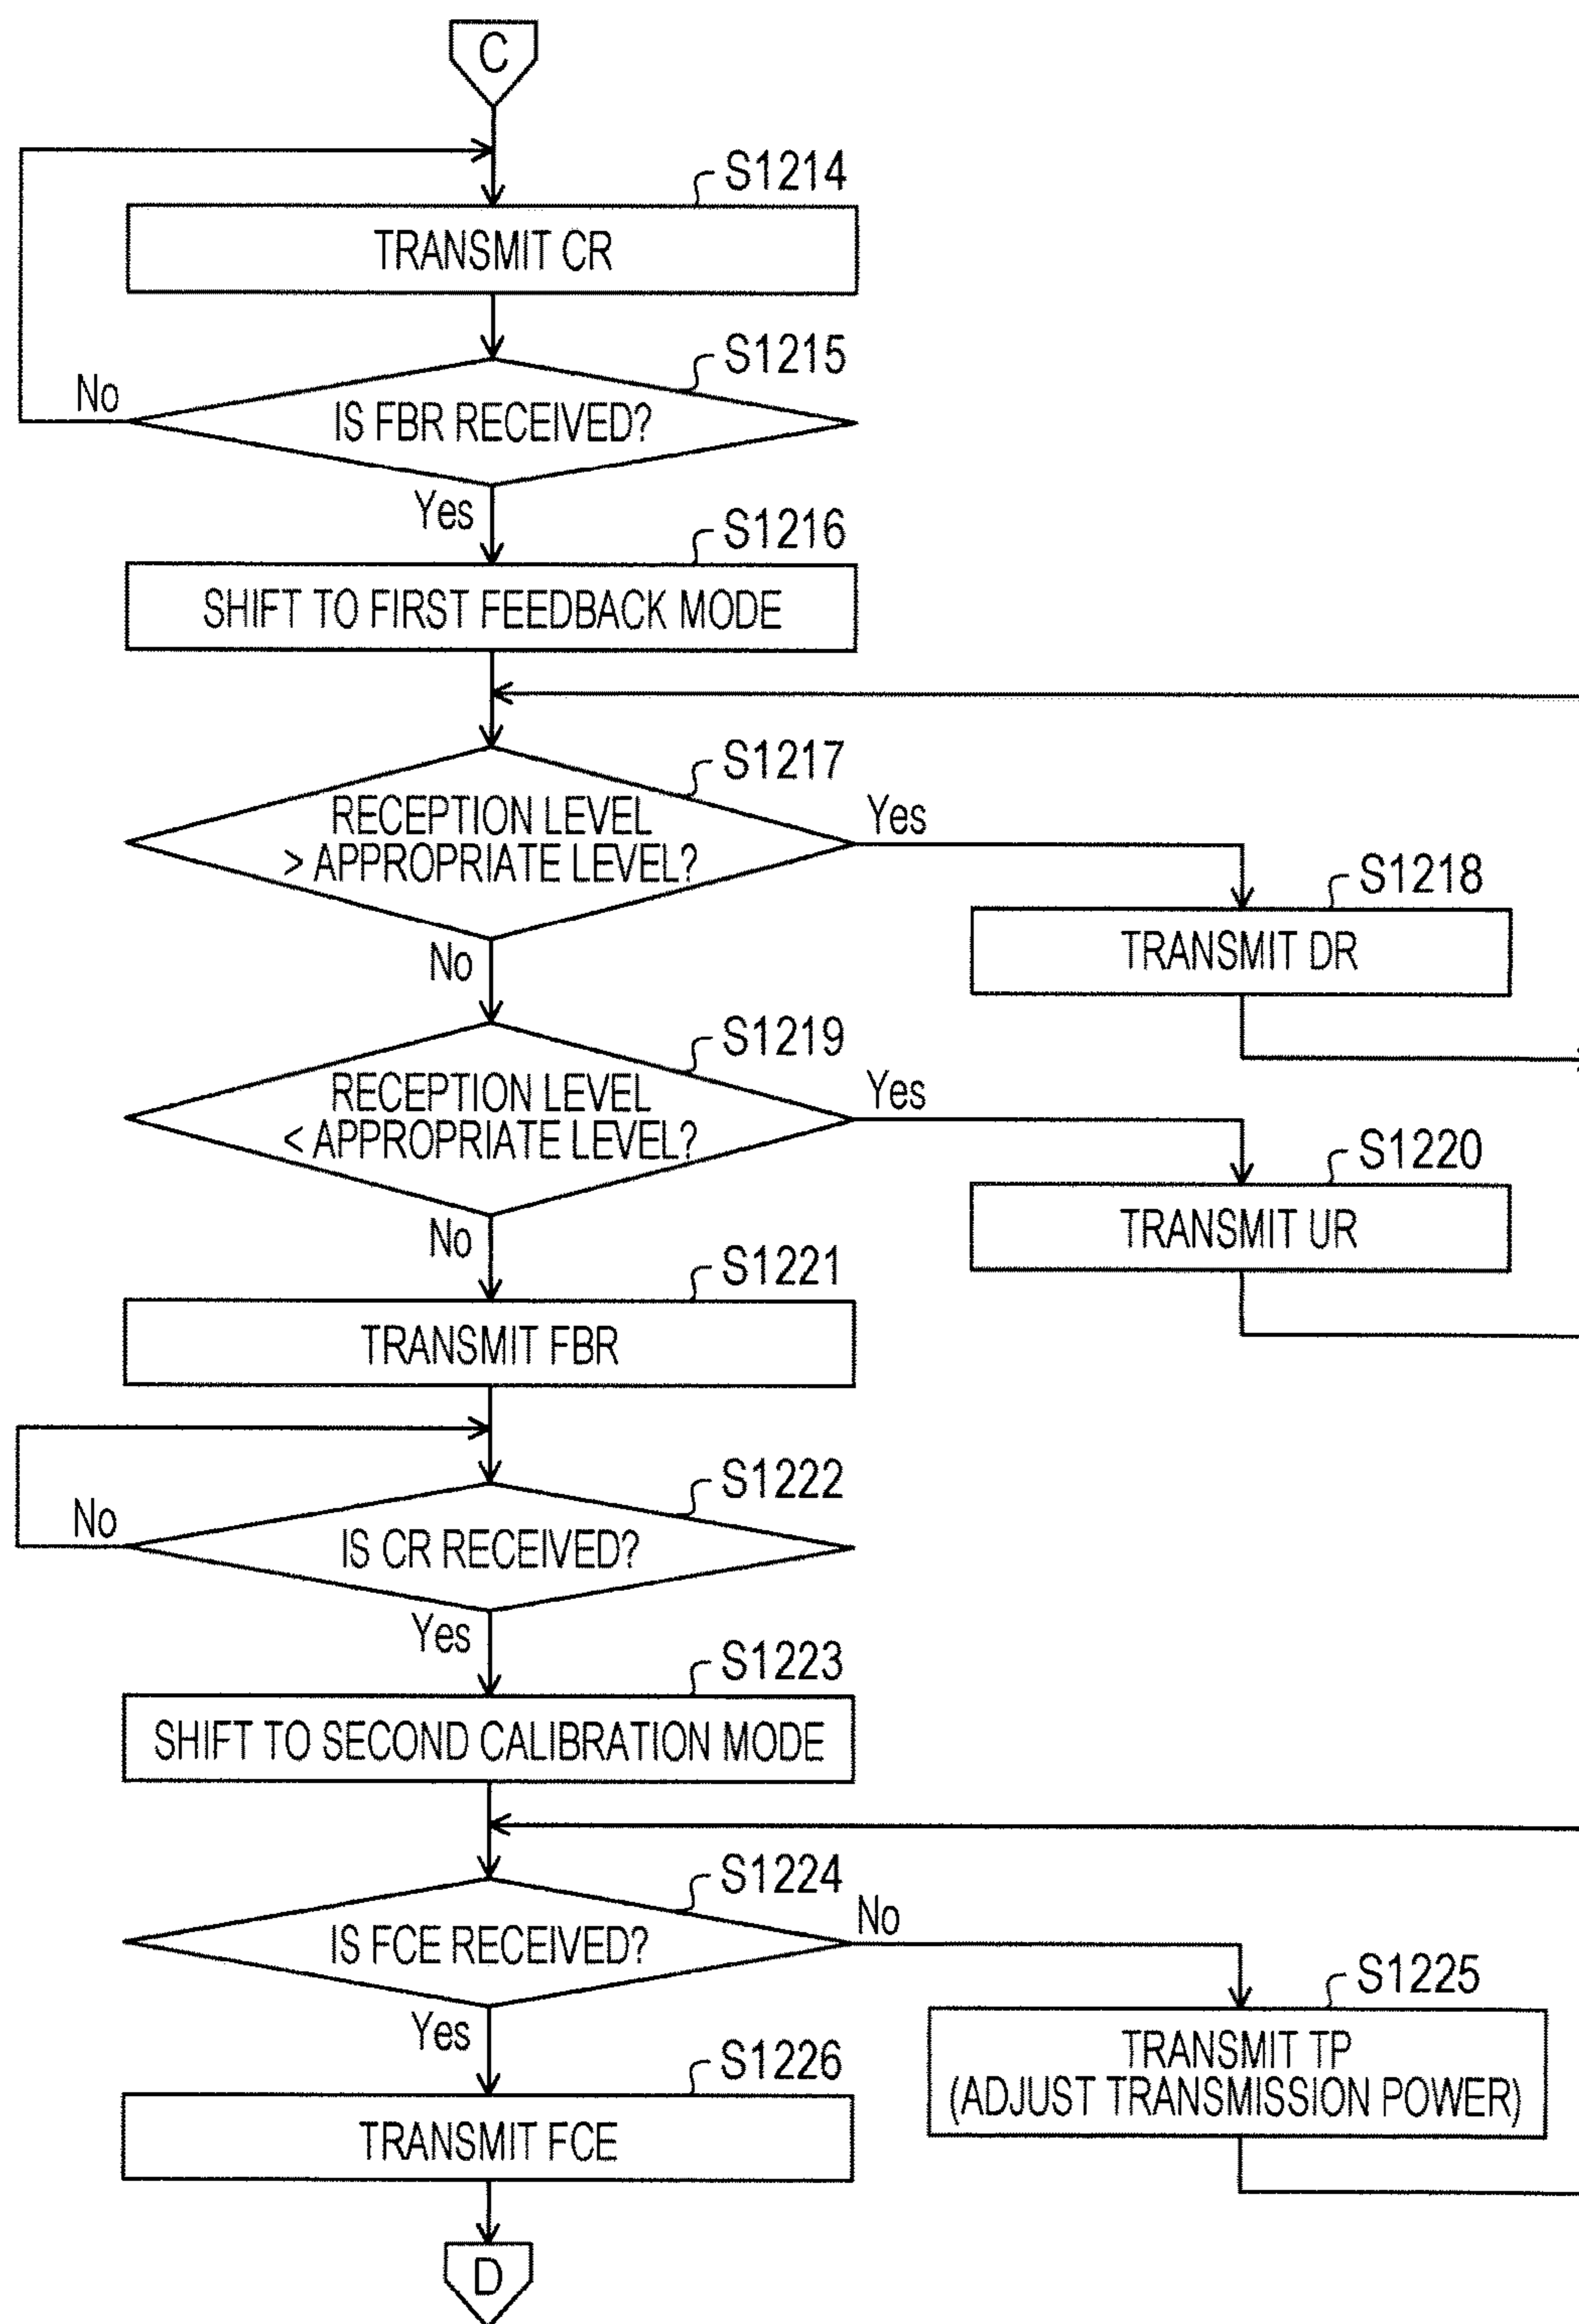 C
S1214
TRANSMIT CR
S1215
No
IS FBR RECEIVED?
Yes
S1216
SHIFT TO FIRST FEEDBACK MODE
S1217
RECEPTION LEVEL
> APPROPRIATE LEVEL?
Yes
S1218
TRANSMIT DR
No
S1219
RECEPTION LEVEL
< APPROPRIATE LEVEL?
Yes
S1220
TRANSMIT UR
No
S1221
TRANSMIT FBR
S1222
No
IS CR RECEIVED?
Yes
S1223
SHIFT TO SECOND CALIBRATION MODE
S1224
IS FCE RECEIVED?
No
S1225
TRANSMIT TP
(ADJUST TRANSMISSION POWER)
Yes
S1226
TRANSMIT FCE
D